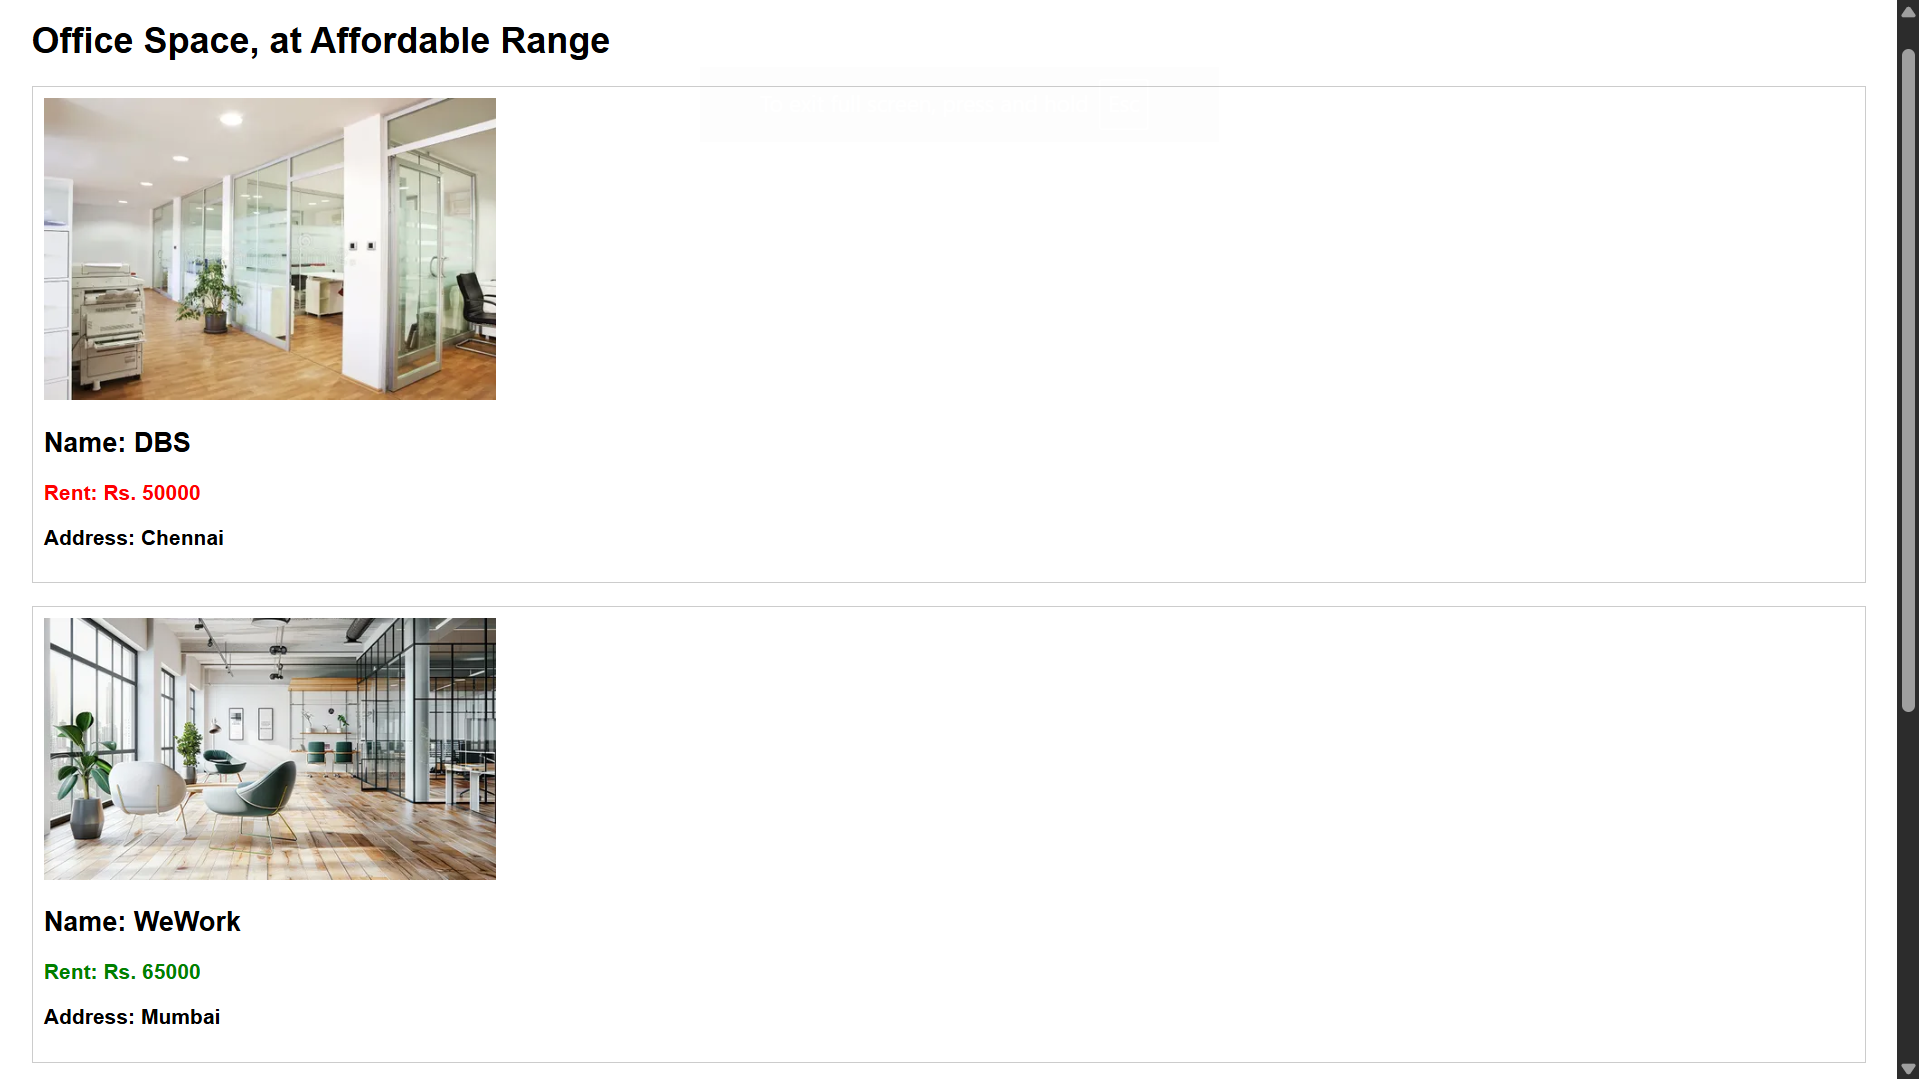 Office Space, at Affordable Range
Name: DBS
Rent: Rs. 50000
Address: Chennai
Name: WeWork
Rent: Rs. 65000
Address: Mumbai